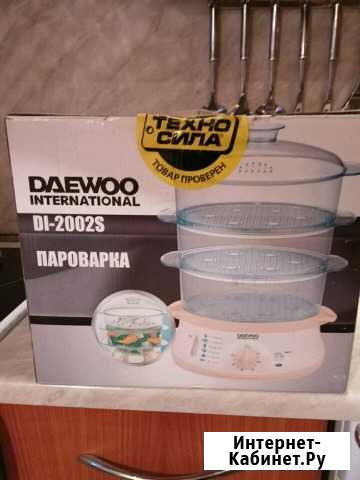 ТЕХНО
СИЛА
ТОВАР ПРОВЕРЕН
DAEWOO
INTERNATIONAL
DI-2002S
ПАРОВАРКА
DAEWOO
Интернет-
Кабинет.Ру